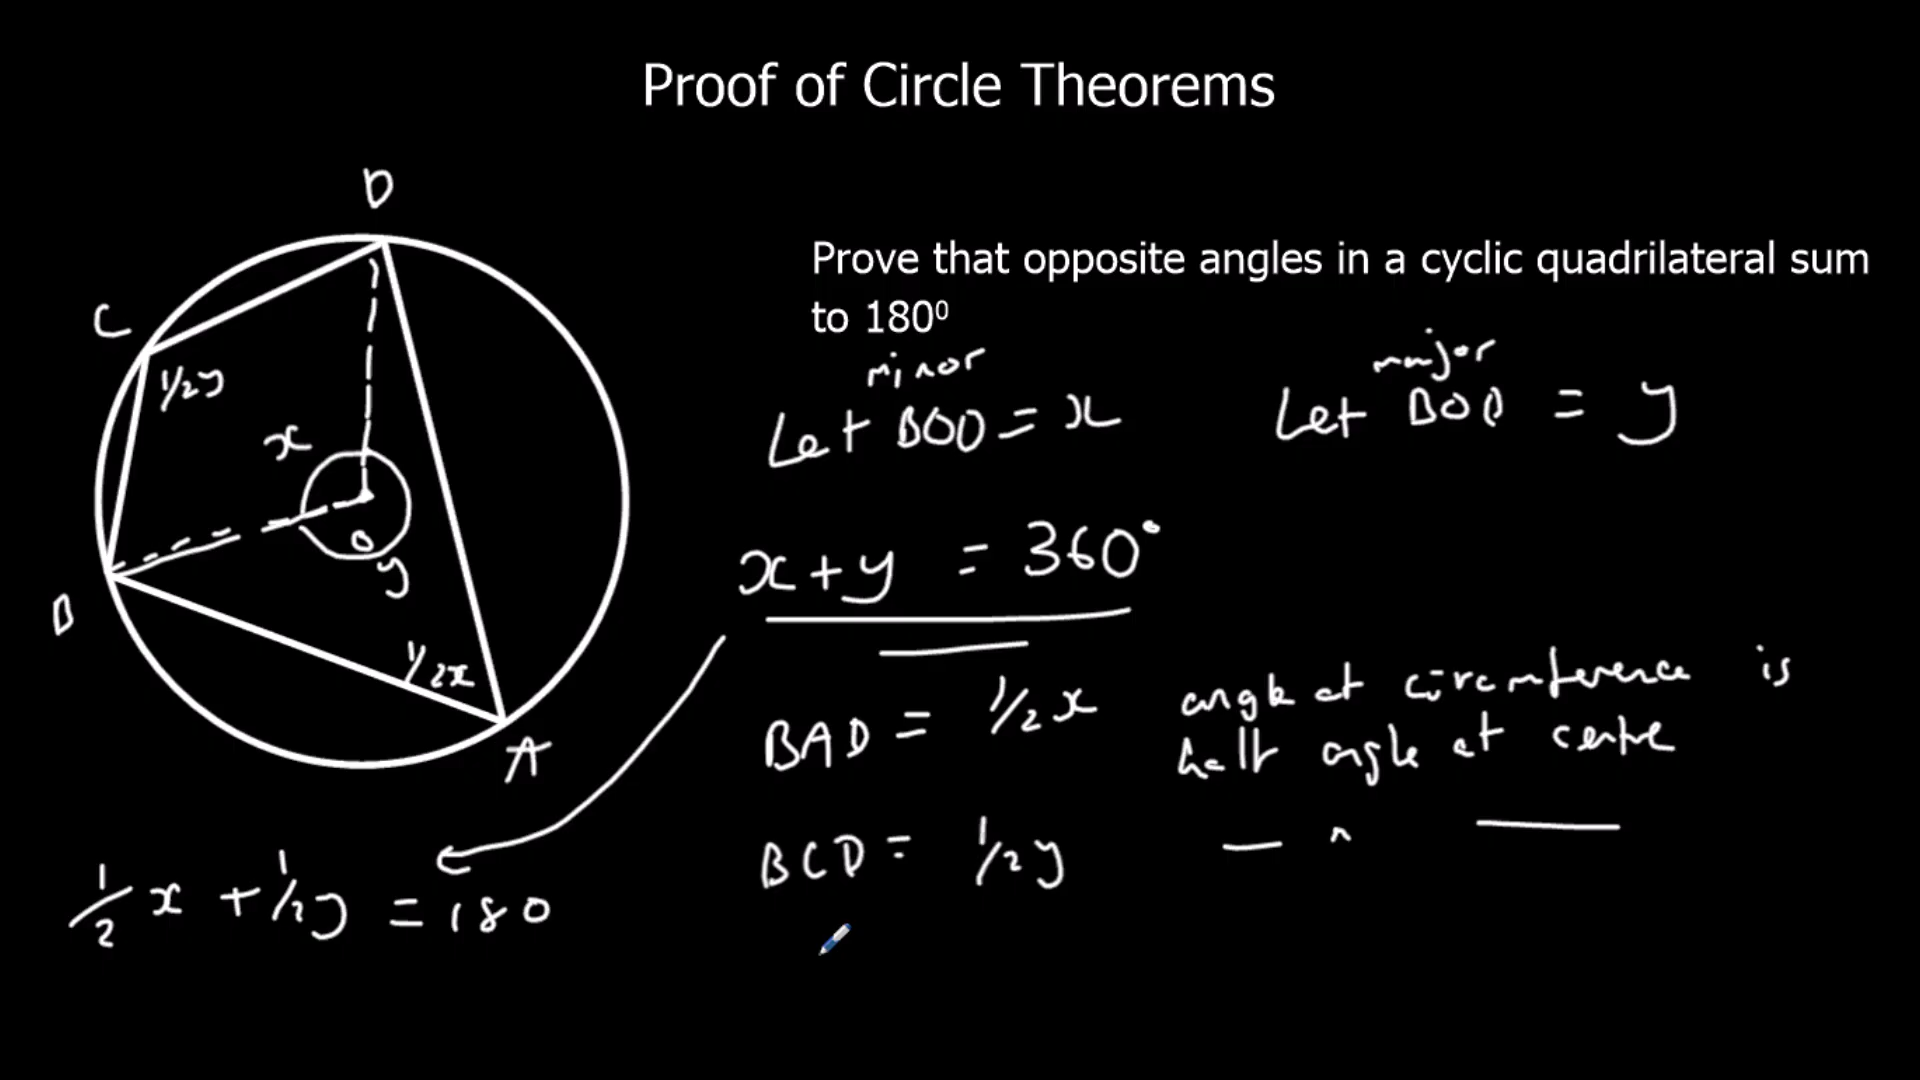 Proof of Circle Theorems
Prove that opposite angles in a cyclic quadrilateral sum
to 180⁰
minor
Let BOD = x
major
Let BOD = y
x + y = 360°
BAD = 1/2x angle at circumference is
half angle at centre
BCD = 1/2y — " —
D
C
1/2y
x
O
y
B
1/2x
A
1/2 x + 1/2y = 180